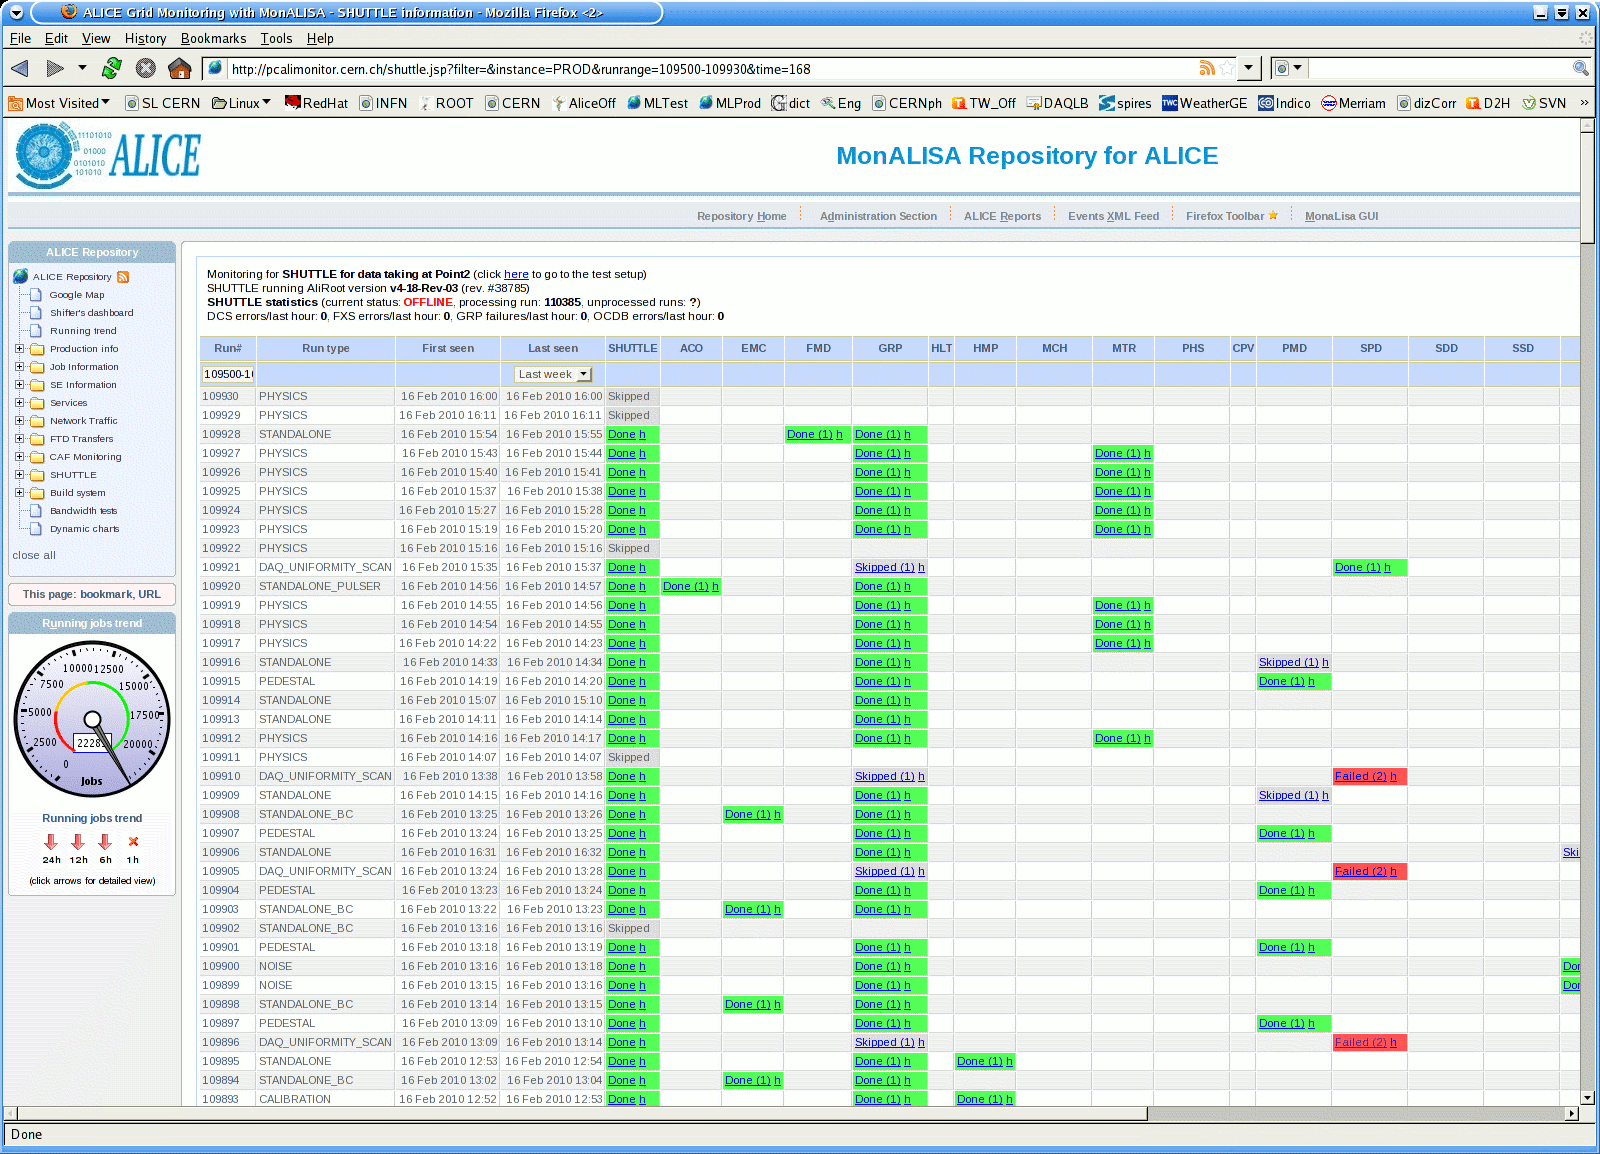 ALICE Grid Monitoring with MonALISA - SHUTTLE information - Mozilla Firefox <2>
File Edit View History Bookmarks Tools Help
http://pcalimonitor.cern.ch/shuttle.jsp?filter=&instance=PROD&runrange=109500-109930&time=168
Most Visited SL CERN Linux RedHat INFN ROOT CERN AliceOff MLTest MLProd dict Eng CERNph TW_Off DAQLB spires WeatherGE Indico Merriam dizCorr D2H SVN »
ALICE
MonALISA Repository for ALICE
Repository Home Administration Section ALICE Reports Events XML Feed Firefox Toolbar MonaLisa GUI
ALICE Repository
ALICE Repository
Google Map
Shifter's dashboard
Running trend
Production info
Job Information
SE Information
Services
Network Traffic
FTD Transfers
CAF Monitoring
SHUTTLE
Build system
Bandwidth tests
Dynamic charts
close all
This page: bookmark, URL
Running jobs trend
0 2500 5000 7500 10000 12500 15000 17500 20000
Jobs
Running jobs trend
24h 12h 6h 1h
(click arrows for detailed view)
Monitoring for SHUTTLE for data taking at Point2 (click here to go to the test setup)
SHUTTLE running AliRoot version v4-18-Rev-03 (rev. #38785)
SHUTTLE statistics (current status: OFFLINE, processing run: 110385, unprocessed runs: ?)
DCS errors/last hour: 0, FXS errors/last hour: 0, GRP failures/last hour: 0, OCDB errors/last hour: 0
Run# Run type First seen Last seen SHUTTLE ACO EMC FMD GRP HLT HMP MCH MTR PHS CPV PMD SPD SDD SSD
109500-1 Last week
109930 PHYSICS 16 Feb 2010 16:00 16 Feb 2010 16:00 Skipped
109929 PHYSICS 16 Feb 2010 16:11 16 Feb 2010 16:11 Skipped
109928 STANDALONE 16 Feb 2010 15:54 16 Feb 2010 15:55 Done h Done (1) h Done (1) h
109927 PHYSICS 16 Feb 2010 15:43 16 Feb 2010 15:44 Done h Done (1) h Done (1) h
109926 PHYSICS 16 Feb 2010 15:40 16 Feb 2010 15:41 Done h Done (1) h Done (1) h
109925 PHYSICS 16 Feb 2010 15:37 16 Feb 2010 15:38 Done h Done (1) h Done (1) h
109924 PHYSICS 16 Feb 2010 15:27 16 Feb 2010 15:28 Done h Done (1) h Done (1) h
109923 PHYSICS 16 Feb 2010 15:19 16 Feb 2010 15:20 Done h Done (1) h Done (1) h
109922 PHYSICS 16 Feb 2010 15:16 16 Feb 2010 15:16 Skipped
109921 DAQ_UNIFORMITY_SCAN 16 Feb 2010 15:35 16 Feb 2010 15:37 Done h Skipped (1) h Done (1) h
109920 STANDALONE_PULSER 16 Feb 2010 14:56 16 Feb 2010 14:57 Done h Done (1) h Done (1) h
109919 PHYSICS 16 Feb 2010 14:55 16 Feb 2010 14:56 Done h Done (1) h Done (1) h
109918 PHYSICS 16 Feb 2010 14:54 16 Feb 2010 14:55 Done h Done (1) h Done (1) h
109917 PHYSICS 16 Feb 2010 14:22 16 Feb 2010 14:23 Done h Done (1) h Done (1) h
109916 STANDALONE 16 Feb 2010 14:33 16 Feb 2010 14:34 Done h Done (1) h Skipped (1) h
109915 PEDESTAL 16 Feb 2010 14:19 16 Feb 2010 14:20 Done h Done (1) h Done (1) h
109914 STANDALONE 16 Feb 2010 15:07 16 Feb 2010 15:10 Done h Done (1) h
109913 STANDALONE 16 Feb 2010 14:11 16 Feb 2010 14:14 Done h Done (1) h
109912 PHYSICS 16 Feb 2010 14:16 16 Feb 2010 14:17 Done h Done (1) h Done (1) h
109911 PHYSICS 16 Feb 2010 14:07 16 Feb 2010 14:07 Skipped
109910 DAQ_UNIFORMITY_SCAN 16 Feb 2010 13:38 16 Feb 2010 13:58 Done h Skipped (1) h Failed (2) h
109909 STANDALONE 16 Feb 2010 14:15 16 Feb 2010 14:16 Done h Done (1) h Skipped (1) h
109908 STANDALONE_BC 16 Feb 2010 13:25 16 Feb 2010 13:26 Done h Done (1) h Done (1) h
109907 PEDESTAL 16 Feb 2010 13:24 16 Feb 2010 13:25 Done h Done (1) h Done (1) h
109906 STANDALONE 16 Feb 2010 16:31 16 Feb 2010 16:32 Done h Done (1) h Ski
109905 DAQ_UNIFORMITY_SCAN 16 Feb 2010 13:24 16 Feb 2010 13:28 Done h Skipped (1) h Failed (2) h
109904 PEDESTAL 16 Feb 2010 13:23 16 Feb 2010 13:24 Done h Done (1) h Done (1) h
109903 STANDALONE_BC 16 Feb 2010 13:22 16 Feb 2010 13:23 Done h Done (1) h Done (1) h
109902 STANDALONE_BC 16 Feb 2010 13:16 16 Feb 2010 13:16 Skipped
109901 PEDESTAL 16 Feb 2010 13:18 16 Feb 2010 13:19 Done h Done (1) h Done (1) h
109900 NOISE 16 Feb 2010 13:16 16 Feb 2010 13:18 Done h Done (1) h Dor
109899 NOISE 16 Feb 2010 13:15 16 Feb 2010 13:16 Done h Done (1) h Dor
109898 STANDALONE_BC 16 Feb 2010 13:14 16 Feb 2010 13:15 Done h Done (1) h Done (1) h
109897 PEDESTAL 16 Feb 2010 13:09 16 Feb 2010 13:10 Done h Done (1) h Done (1) h
109896 DAQ_UNIFORMITY_SCAN 16 Feb 2010 13:09 16 Feb 2010 13:14 Done h Skipped (1) h Failed (2) h
109895 STANDALONE 16 Feb 2010 12:53 16 Feb 2010 12:54 Done h Done (1) h Done (1) h
109894 STANDALONE_BC 16 Feb 2010 13:02 16 Feb 2010 13:04 Done h Done (1) h Done (1) h
109893 CALIBRATION 16 Feb 2010 12:52 16 Feb 2010 12:53 Done h Done (1) h Done (1) h
Done